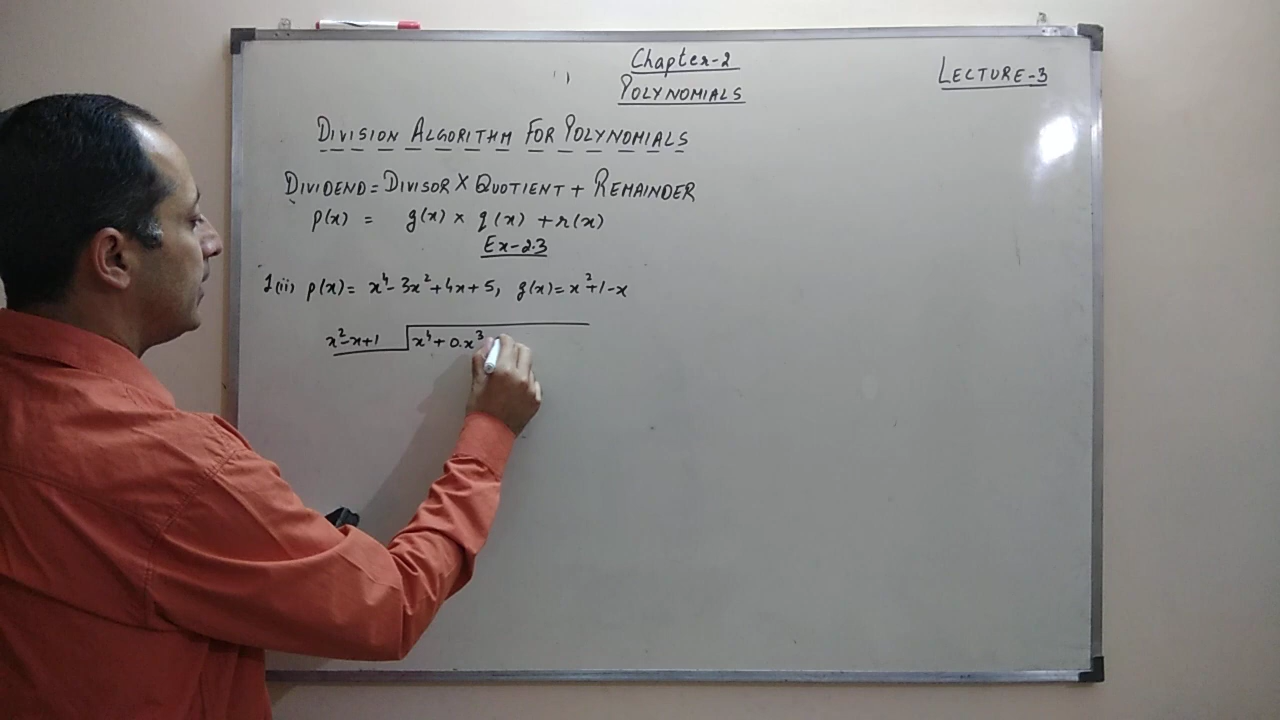 Chapter-2
POLYNOMIALS
LECTURE-3
DIVISION ALGORITHM FOR POLYNOMIALS
DIVIDEND = DIVISOR X QUOTIENT + REMAINDER
p(x) = g(x) × q(x) + r(x)
Ex-2.3
1(ii) p(x) = x⁴ - 3x² + 4x + 5, g(x) = x² + 1 - x
x² - x + 1 x⁴ + 0.x³